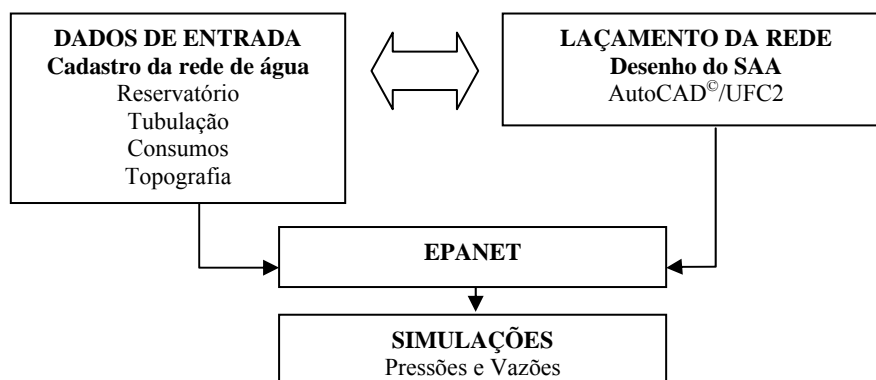 DADOS DE ENTRADA
Cadastro da rede de água
Reservatório
Tubulação
Consumos
Topografia
LAÇAMENTO DA REDE
Desenho do SAA
AutoCAD©/UFC2
EPANET
SIMULAÇÕES
Pressões e Vazões